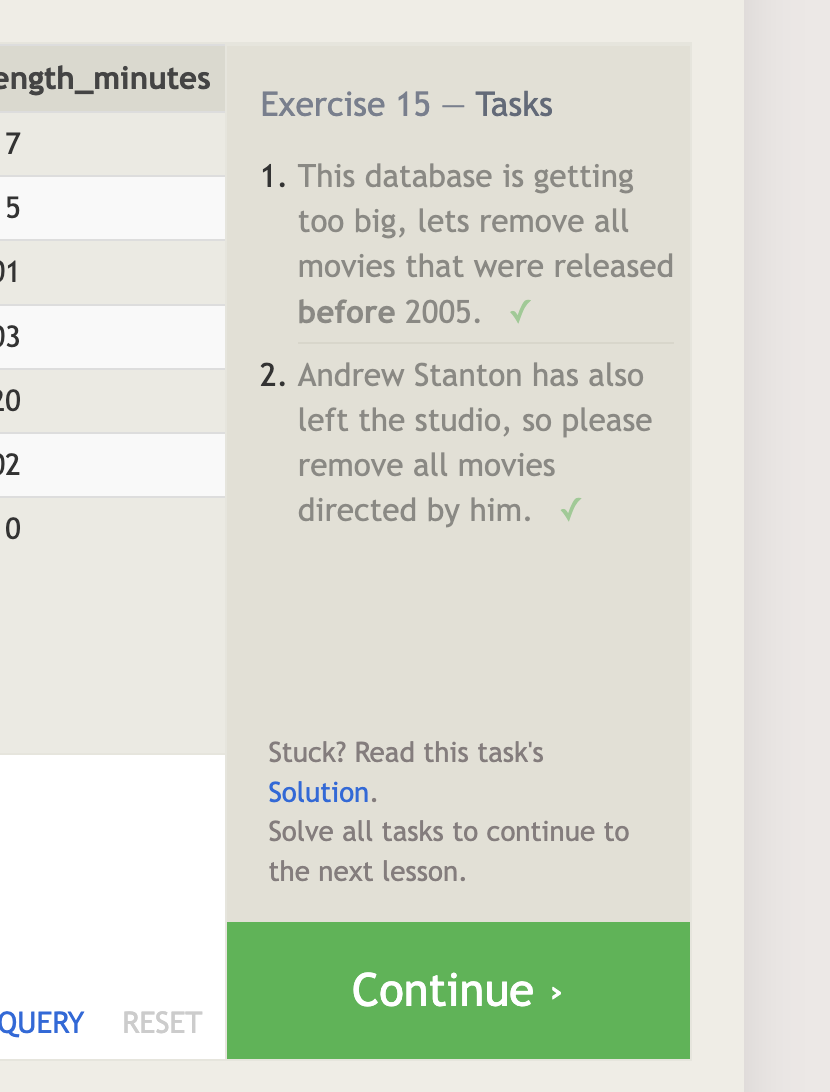 ength_minutes
7
5
01
03
20
02
0
QUERY RESET
Exercise 15 — Tasks
1. This database is getting
too big, lets remove all
movies that were released
before 2005. ✓
2. Andrew Stanton has also
left the studio, so please
remove all movies
directed by him. ✓
Stuck? Read this task's
Solution.
Solve all tasks to continue to
the next lesson.
Continue ›